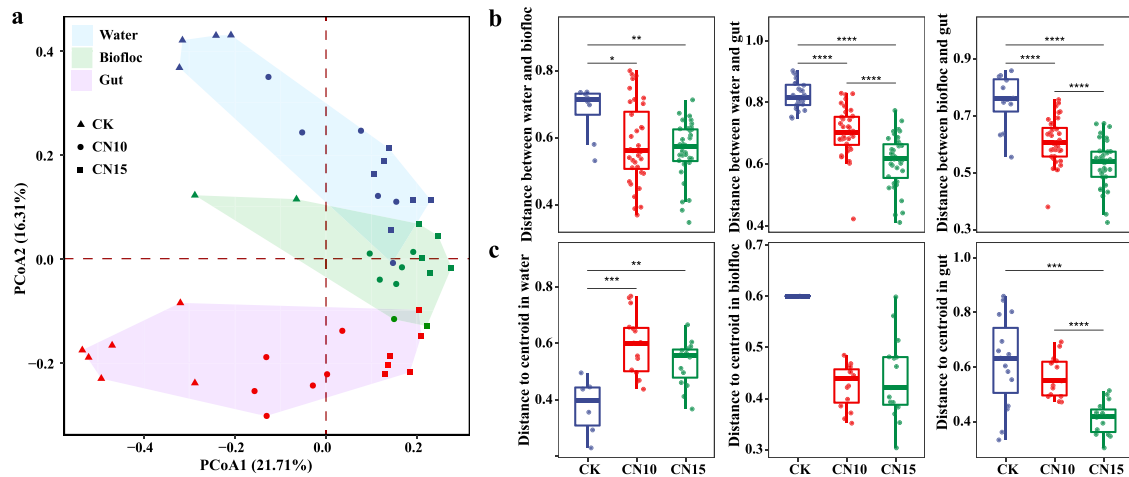 a
Water
Biofloc
Gut
CK
CN10
CN15
PCoA2 (16.31%)
0.4
0.2
0.0
−0.2
−0.4
−0.2
0.0
0.2
PCoA1 (21.71%)
b
Distance between water and biofloc
0.8
0.6
0.4
**
*
Distance between water and gut
1.0
0.8
0.6
0.4
****
****
****
Distance between biofloc and gut
0.9
0.7
0.5
0.3
****
****
****
c
Distance to centroid in water
0.8
0.6
0.4
**
***
CK CN10 CN15
Distance to centroid in biolfloc
0.6
0.5
0.4
0.3
CK CN10 CN15
Distance to centroid in gut
1.0
0.8
0.6
0.4
***
****
CK CN10 CN15